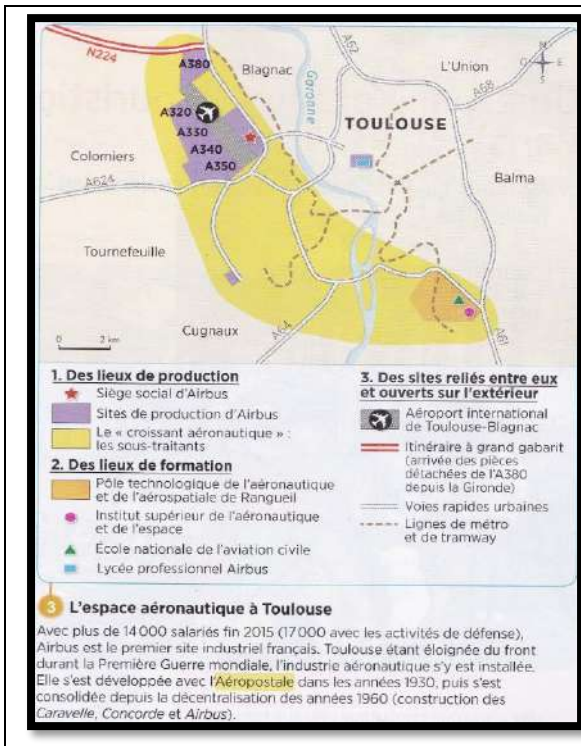 N224
A380
Blagnac
Garonne
A62
L'Union
N
O
E
S
A68
A320
A330
A340
A350
TOULOUSE
Colomiers
A624
Balma
Tournefeuille
Cugnaux
A64
A61
0 2 km
1. Des lieux de production
Siège social d'Airbus
Sites de production d'Airbus
Le « croissant aéronautique » :
les sous-traitants
2. Des lieux de formation
Pôle technologique de l'aéronautique
et de l'aérospatiale de Rangueil
Institut supérieur de l'aéronautique
et de l'espace
École nationale de l'aviation civile
Lycée professionnel Airbus
3. Des sites reliés entre eux
et ouverts sur l'extérieur
Aéroport international
de Toulouse-Blagnac
Itinéraire à grand gabarit
(arrivée des pièces
détachées de l'A380
depuis la Gironde)
Voies rapides urbaines
Lignes de métro
et de tramway
3 L'espace aéronautique à Toulouse
Avec plus de 14 000 salariés fin 2015 (17 000 avec les activités de défense),
Airbus est le premier site industriel français. Toulouse étant éloignée du front
durant la Première Guerre mondiale, l'industrie aéronautique s'y est installée.
Elle s'est développée avec l'Aéropostale dans les années 1930, puis s'est
consolidée depuis la décentralisation des années 1960 (construction des
Caravelle, Concorde et Airbus).